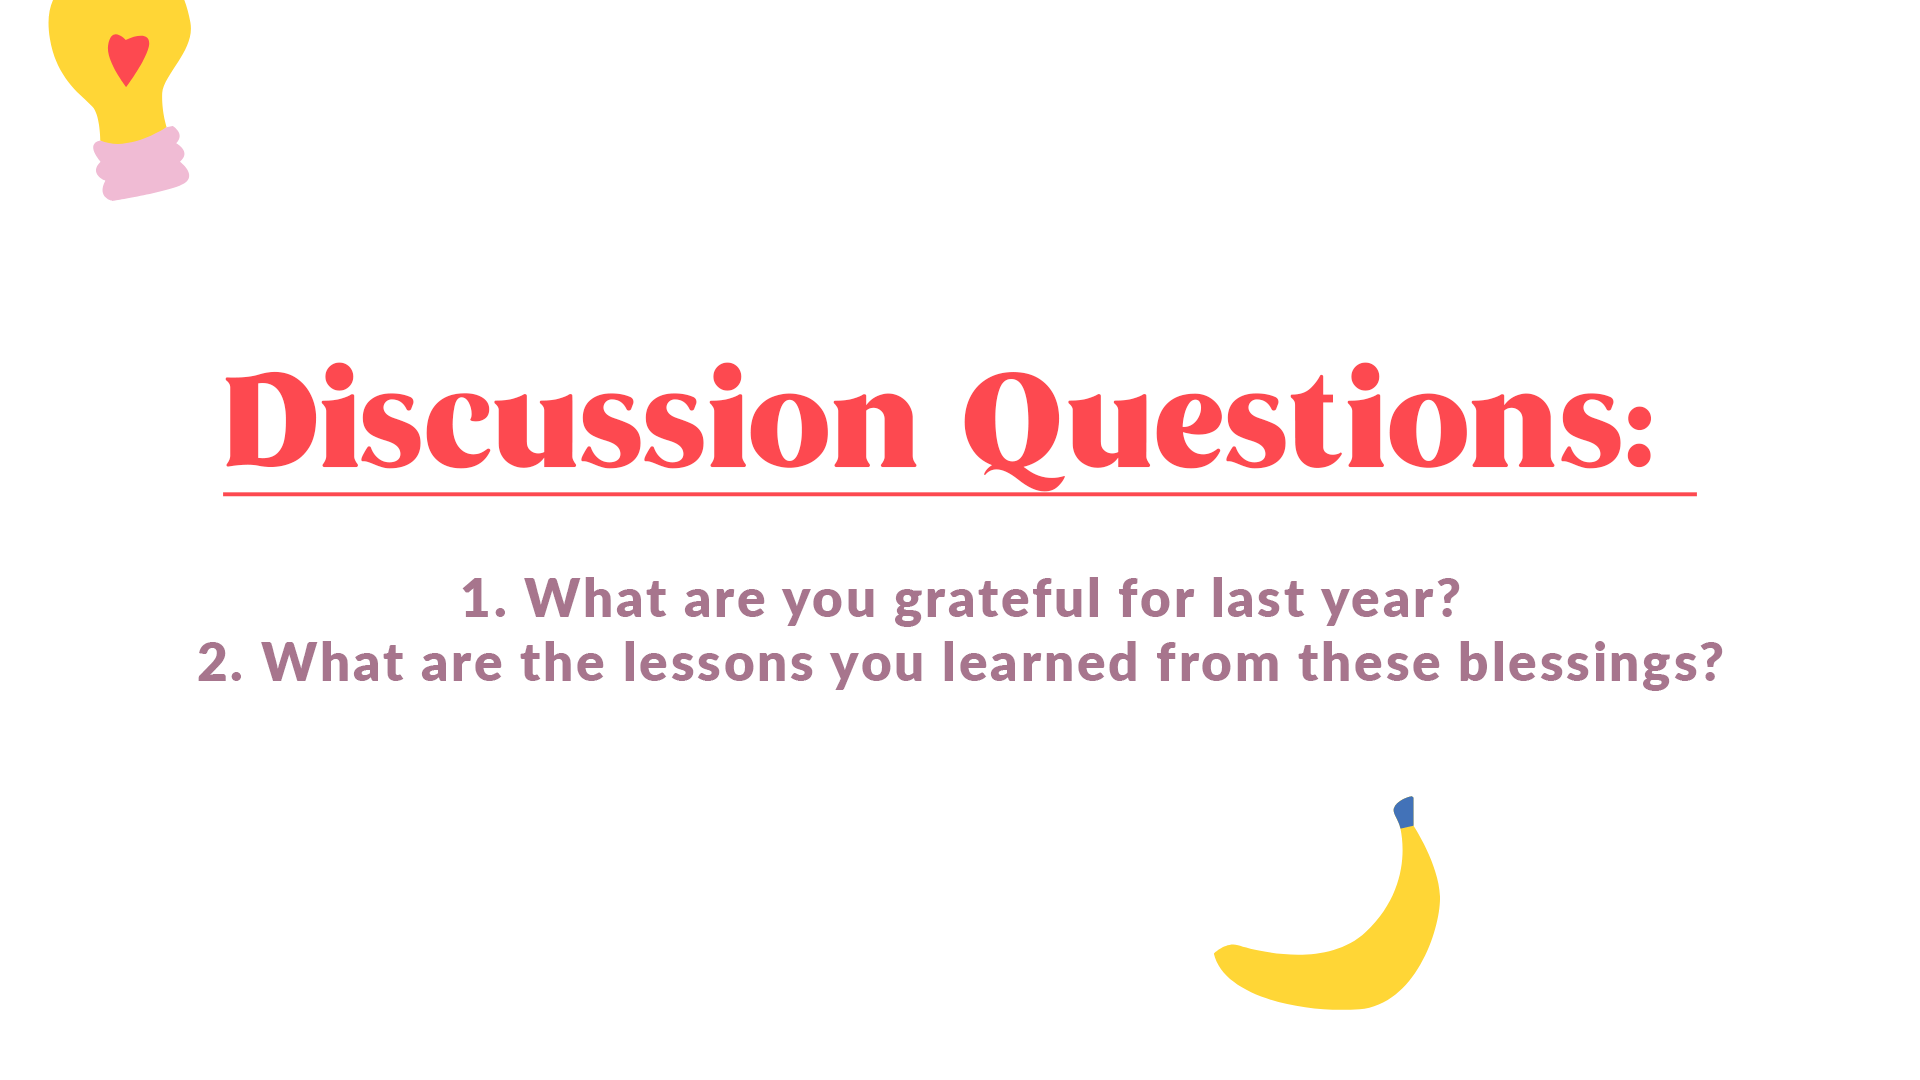 Discussion Questions:
1. What are you grateful for last year?
2. What are the lessons you learned from these blessings?